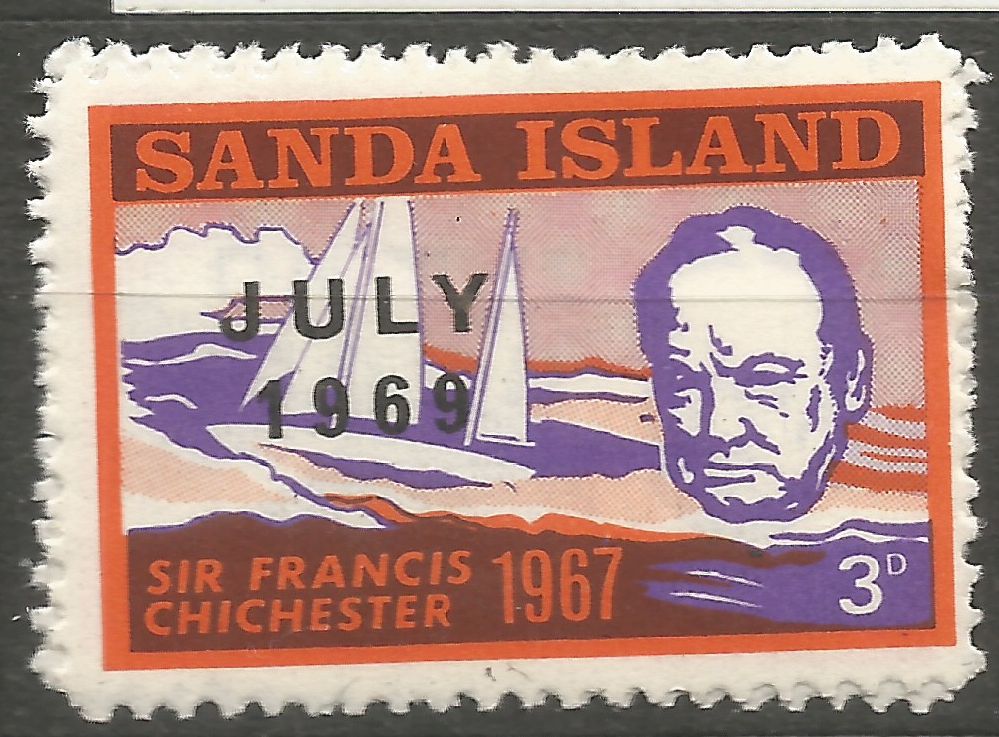 SANDA ISLAND
JULY
1969
SIR FRANCIS
CHICHESTER
1967
3D